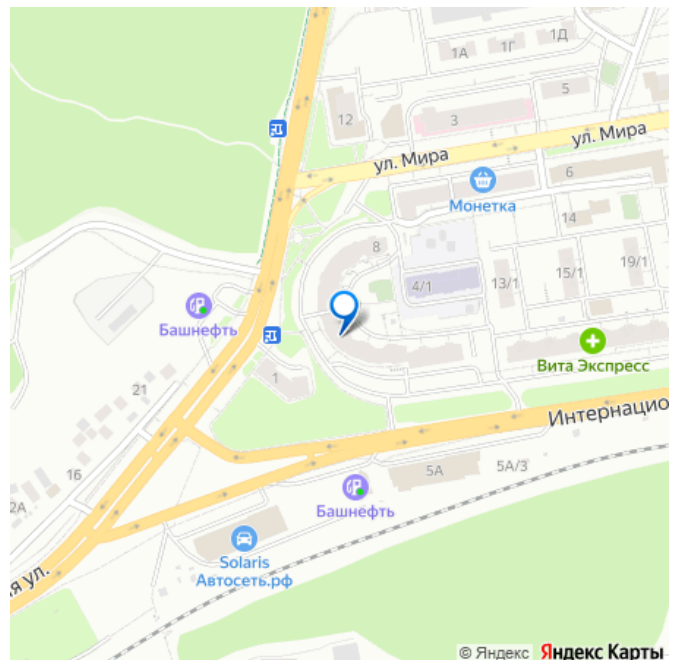 1А
1Г
1Д
5
12
3
ул. Мира
ул. Мира
Монетка
6
14
8
4/1
13/1
15/1
19/1
Башнефть
Вита Экспресс
1
21
Интернацио
16
2А
5А
5А/3
Башнефть
Solaris
Автосеть.рф
я ул.
© Яндекс Яндекс Карты